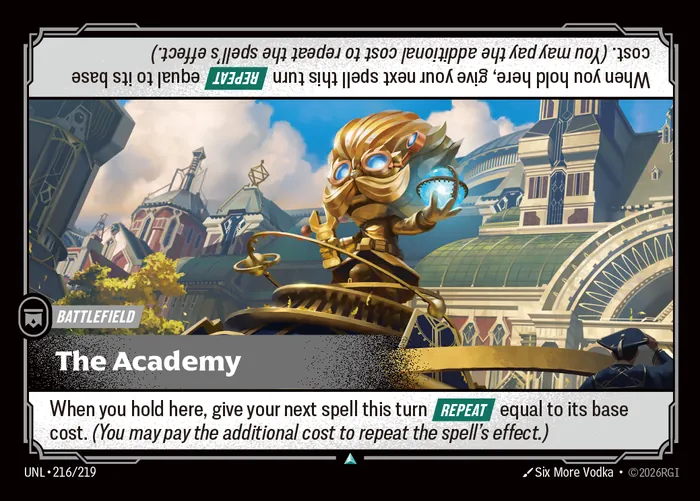 When you hold here, give your next spell this turn REPEAT equal to its base
cost. (You may pay the additional cost to repeat the spell's effect.)
BATTLEFIELD
The Academy
When you hold here, give your next spell this turn REPEAT equal to its base
cost. (You may pay the additional cost to repeat the spell's effect.)
UNL • 216/219
Six More Vodka • ©2026RGI